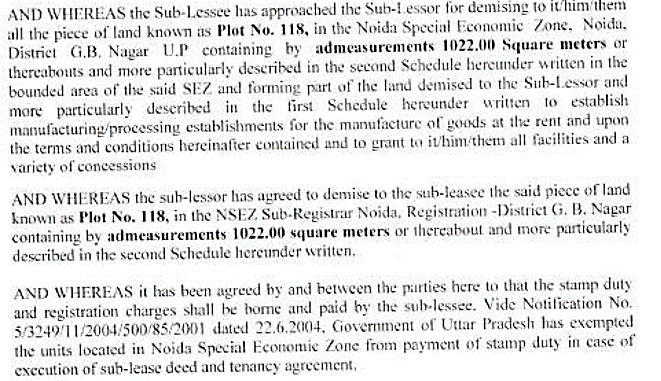 AND WHEREAS the Sub-Lessee has approached the Sub-Lessor for demising to it/him/them
all the piece of land known as Plot No. 118, in the Noida Special Economic Zone, Noida,
District G.B. Nagar U.P containing by admeasurements 1022.00 Square meters or
thereabouts and more particularly described in the second Schedule hereunder written in the
bounded area of the said SEZ and forming part of the land demised to the Sub-Lessor and
more particularly described in the first Schedule hereunder written to establish
manufacturing/processing establishments for the manufacture of goods at the rent and upon
the terms and conditions hereinafter contained and to grant to it/him/them all facilities and a
variety of concessions
AND WHEREAS the sub-lessor has agreed to demise to the sub-leasee the said piece of land
known as Plot No. 118, in the NSEZ Sub-Registrar Noida, Registration -District G. B. Nagar
containing by admeasurements 1022.00 square meters or thereabout and more particularly
described in the second Schedule hereunder written.
AND WHEREAS it has been agreed by and between the parties here to that the stamp duty
and registration charges shall be borne and paid by the sub-lessee. Vide Notification No.
5/3249/11/2004/500/85/2001 dated 22.6.2004, Government of Uttar Pradesh has exempted
the units located in Noida Special Economic Zone from payment of stamp duty in case of
execution of sub-lease deed and tenancy agreement.